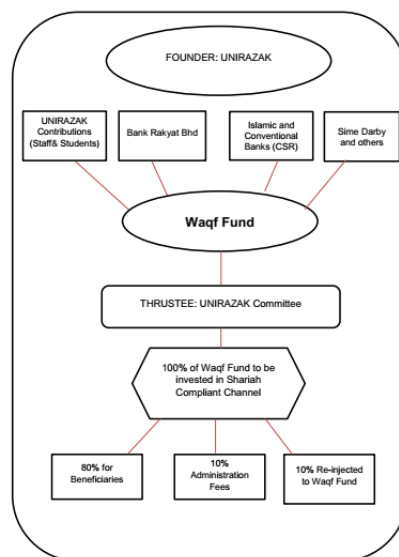 FOUNDER: UNIRAZAK
UNIRAZAK
Contributions
(Staff& Students)
Bank Rakyat Bhd
Islamic and
Conventional
Banks (CSR)
Sime Darby
and others
Waqf Fund
THRUSTEE: UNIRAZAK Committee
100% of Waqf Fund to be
invested in Shariah
Compliant Channel
80% for
Beneficiaries
10%
Administration
Fees
10% Re-injected
to Waqf Fund